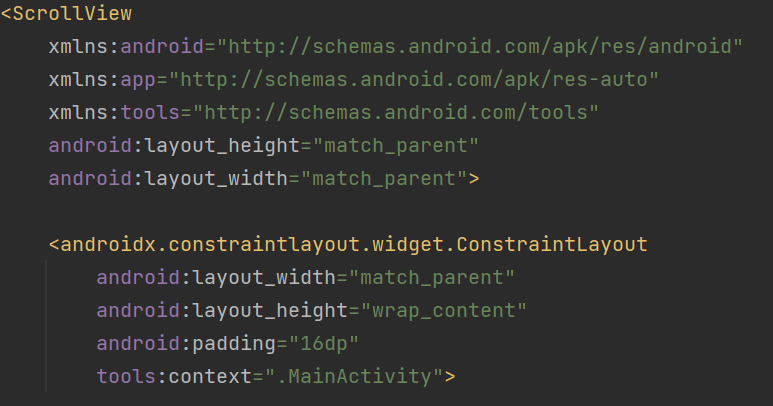 <ScrollView
xmlns:android="http://schemas.android.com/apk/res/android"
xmlns:app="http://schemas.android.com/apk/res-auto"
xmlns:tools="http://schemas.android.com/tools"
android:layout_height="match_parent"
android:layout_width="match_parent">
<androidx.constraintlayout.widget.ConstraintLayout
android:layout_width="match_parent"
android:layout_height="wrap_content"
android:padding="16dp"
tools:context=".MainActivity">